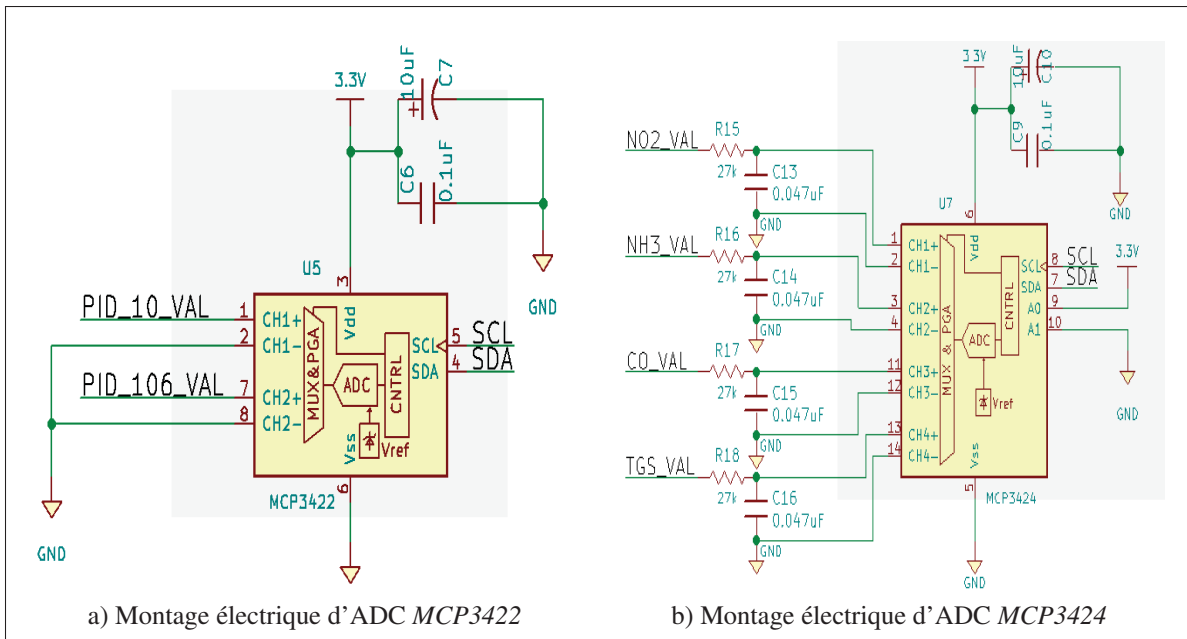 3.3V
10uF
C7
+
C6
0.1uF
GND
U5
3
PID_10_VAL
1
CH1+
2
CH1-
PID_106_VAL
7
CH2+
8
CH2-
MUX&PGA
Vdd
ADC
CNTRL
Vref
Vss
SCL
5
SCL
SDA
4
SDA
6
MCP3422
GND
a) Montage électrique d'ADC MCP3422
3.3V
10uF
C10
C9
0.1uF
GND
NO2_VAL
R15
27k
C13
0.047uF
GND
NH3_VAL
R16
27k
C14
0.047uF
GND
CO_VAL
R17
27k
C15
0.047uF
GND
TGS_VAL
R18
27k
C16
0.047uF
GND
U7
6
Vdd
1
CH1+
2
CH1-
3
CH2+
4
CH2-
11
CH3+
12
CH3-
13
CH4+
14
CH4-
MUX & PGA
ADC
CNTRL
Vref
Vss
SCL
8
SCL
SDA
7
SDA
A0
9
A1
10
3.3V
GND
5
MCP3424
GND
b) Montage électrique d'ADC MCP3424